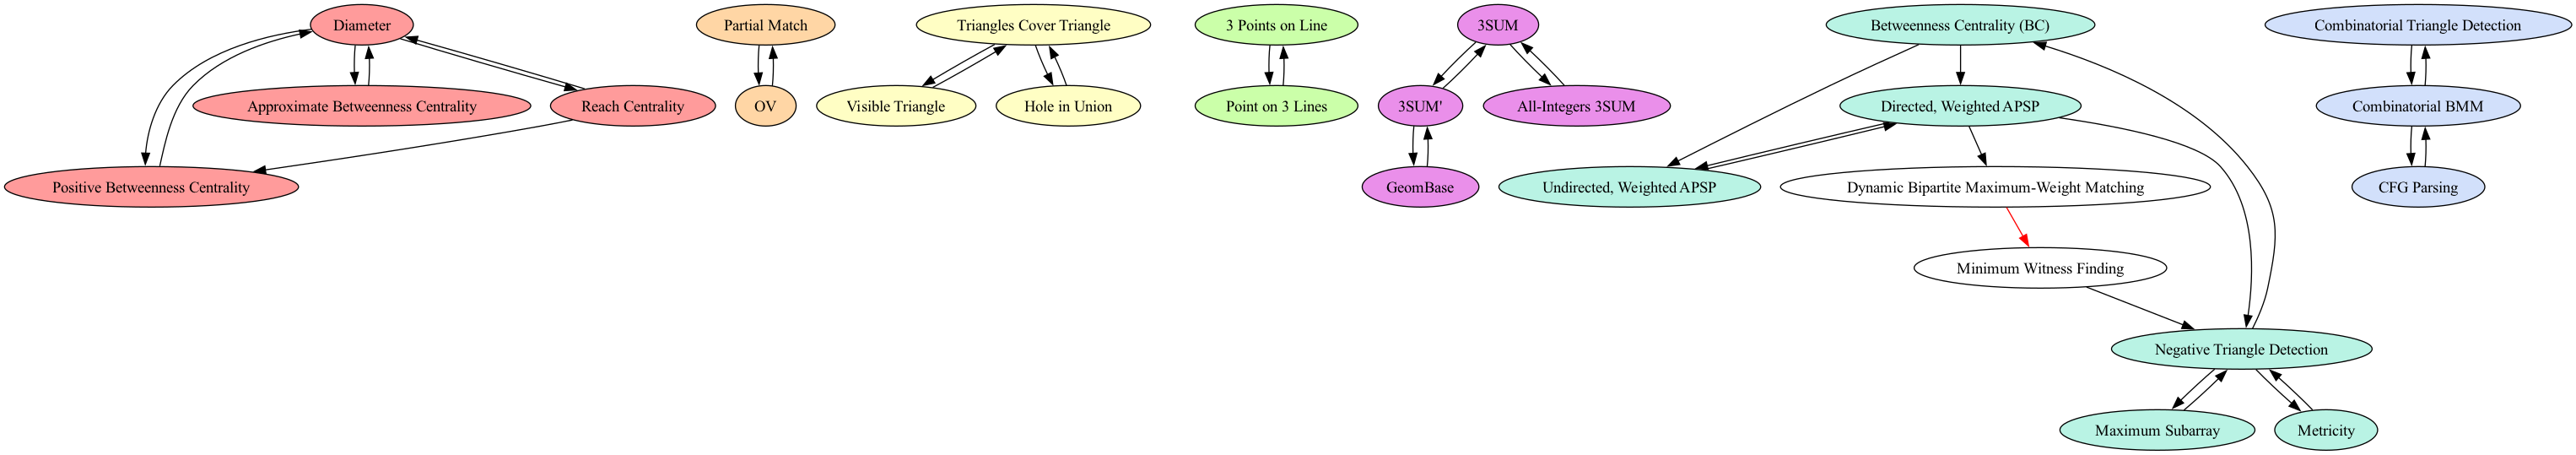 Diameter
Partial Match
Triangles Cover Triangle
3 Points on Line
3SUM
Betweenness Centrality (BC)
Combinatorial Triangle Detection
Approximate Betweenness Centrality
Reach Centrality
OV
Visible Triangle
Hole in Union
Point on 3 Lines
3SUM'
All-Integers 3SUM
Directed, Weighted APSP
Combinatorial BMM
Positive Betweenness Centrality
GeomBase
Undirected, Weighted APSP
Dynamic Bipartite Maximum-Weight Matching
CFG Parsing
Minimum Witness Finding
Negative Triangle Detection
Maximum Subarray
Metricity